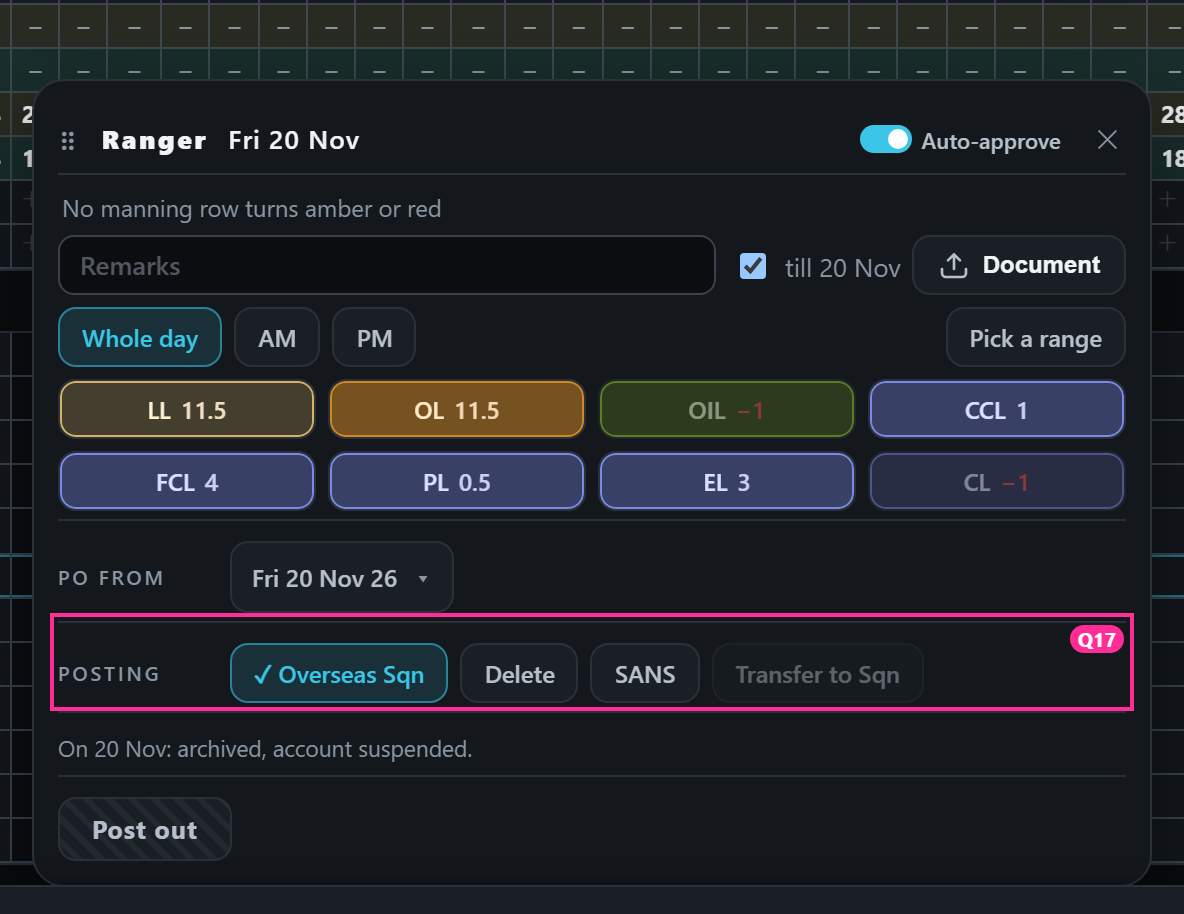 – – – – – – – – – – – – – – – – – – – – – – – –
– – – – – – – – – – – – – – – – – – – – – – – –
28
18
Ranger Fri 20 Nov Auto-approve
No manning row turns amber or red
Remarks ✓ till 20 Nov Document
Whole day AM PM Pick a range
LL 11.5 OL 11.5 OIL –1 CCL 1
FCL 4 PL 0.5 EL 3 CL –1
PO FROM Fri 20 Nov 26 ▾
Q17
POSTING ✓ Overseas Sqn Delete SANS Transfer to Sqn
On 20 Nov: archived, account suspended.
Post out